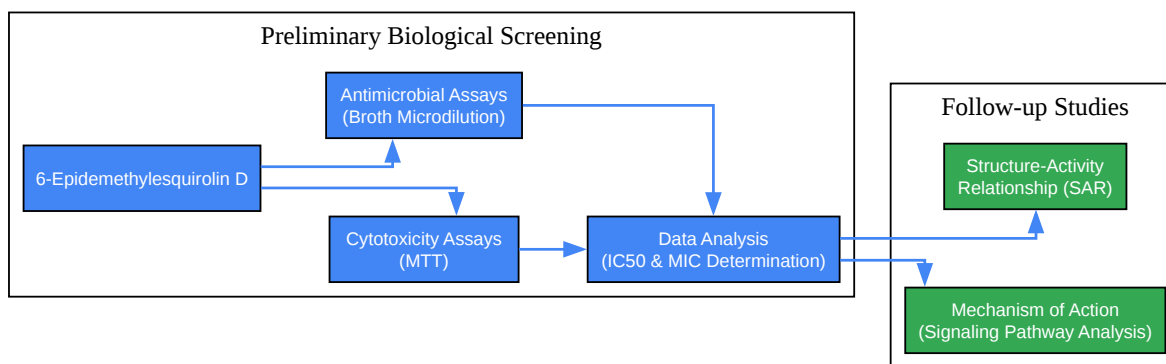 Preliminary Biological Screening
Antimicrobial Assays
(Broth Microdilution)
6-Epidemethylesquirolin D
Cytotoxicity Assays
(MTT)
Data Analysis
(IC50 & MIC Determination)
Follow-up Studies
Structure-Activity
Relationship (SAR)
Mechanism of Action
(Signaling Pathway Analysis)